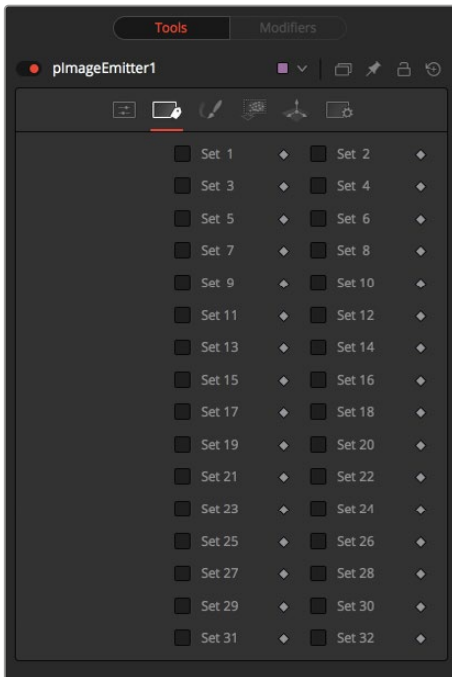 Tools Modifiers
pImageEmitter1
Set 1 Set 2
Set 3 Set 4
Set 5 Set 6
Set 7 Set 8
Set 9 Set 10
Set 11 Set 12
Set 13 Set 14
Set 15 Set 16
Set 17 Set 18
Set 19 Set 20
Set 21 Set 22
Set 23 Set 24
Set 25 Set 26
Set 27 Set 28
Set 29 Set 30
Set 31 Set 32